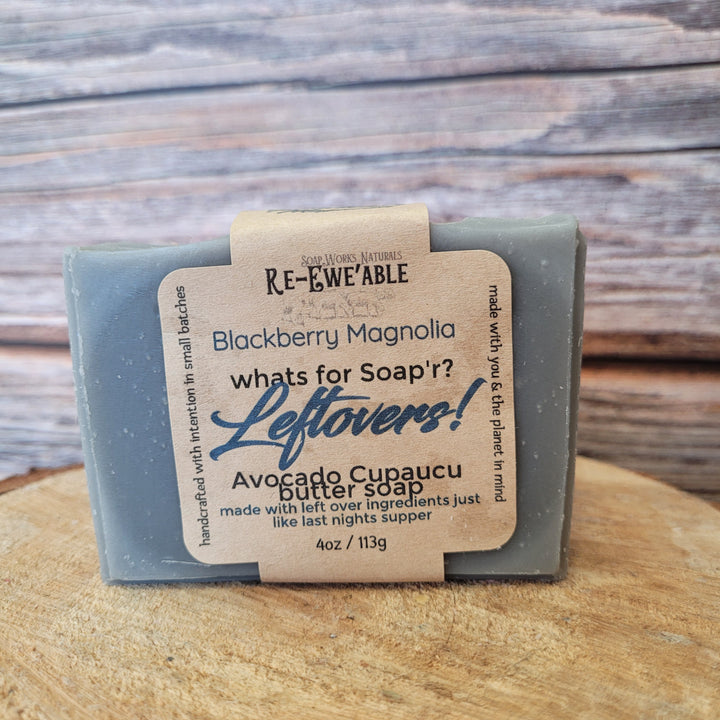 Soap Works Naturals
Re-Ewe'able
Blackberry Magnolia
whats for Soap'r?
Leftovers!
Avocado Cupaucu
butter soap
made with left over ingredients just
like last nights supper
4oz / 113g
handcrafted with intention in small batches
made with you & the planet in mind